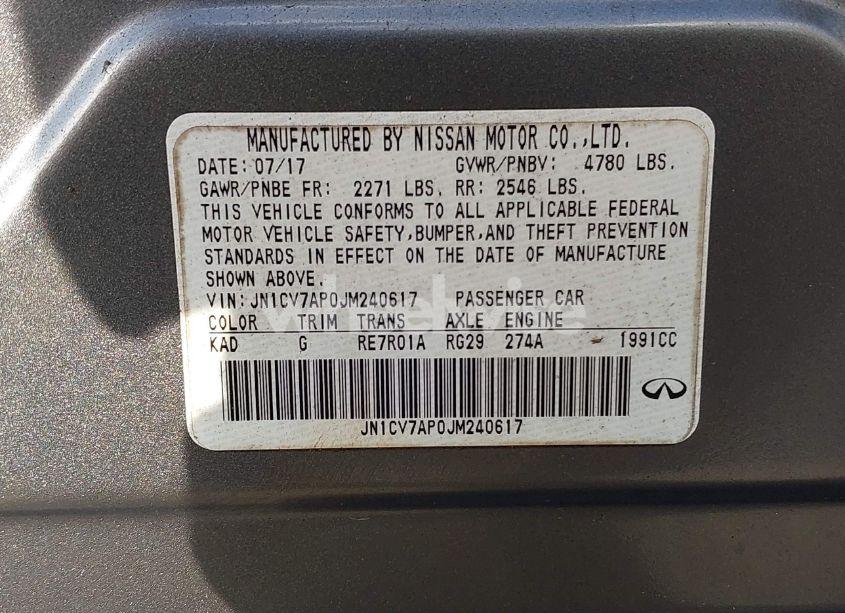 MANUFACTURED BY NISSAN MOTOR CO.,LTD.
DATE: 07/17 GVWR/PNBV: 4780 LBS.
GAWR/PNBE FR: 2271 LBS. RR: 2546 LBS.
THIS VEHICLE CONFORMS TO ALL APPLICABLE FEDERAL
MOTOR VEHICLE SAFETY,BUMPER,AND THEFT PREVENTION
STANDARDS IN EFFECT ON THE DATE OF MANUFACTURE
SHOWN ABOVE.
VIN:JN1CV7AP0JM240617 PASSENGER CAR
COLOR TRIM TRANS AXLE ENGINE
KAD G RE7R01A RG29 274A - 1991CC
JN1CV7AP0JM240617